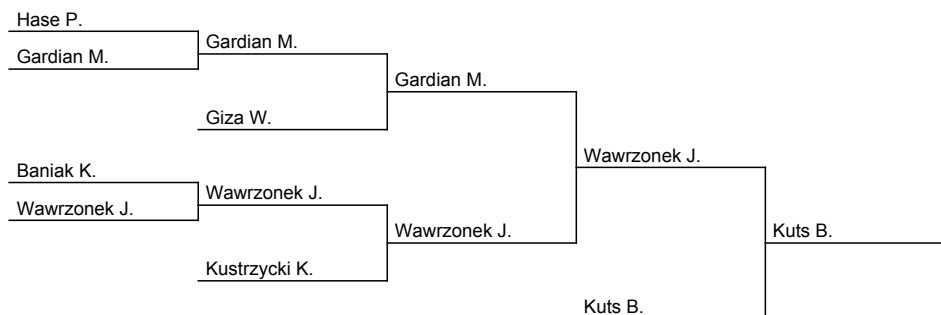 Hase P.
Gardian M.
Gardian M.
Gardian M.
Giza W.
Baniak K.
Wawrzonek J.
Wawrzonek J.
Wawrzonek J.
Kuts B.
Wawrzonek J.
Kustrzycki K.
Kuts B.